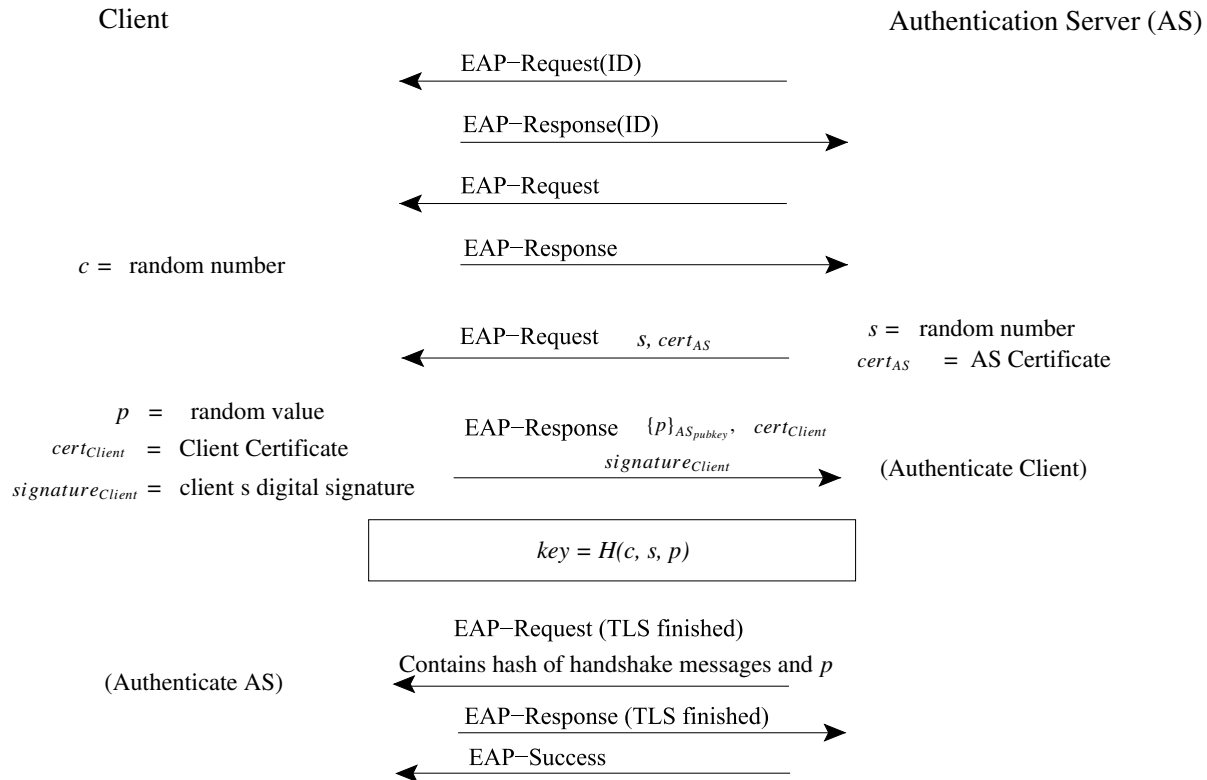 Client Authentication Server (AS)
EAP−Request(ID)
EAP−Response(ID)
EAP−Request
c = random number EAP−Response
EAP−Request s, cert_AS s = random number
cert_AS = AS Certificate
p = random value
EAP−Response {p}_AS_pubkey, cert_Client
cert_Client = Client Certificate
signature_Client (Authenticate Client)
signature_Client = client s digital signature
key = H(c, s, p)
EAP−Request (TLS finished)
Contains hash of handshake messages and p
(Authenticate AS)
EAP−Response (TLS finished)
EAP−Success